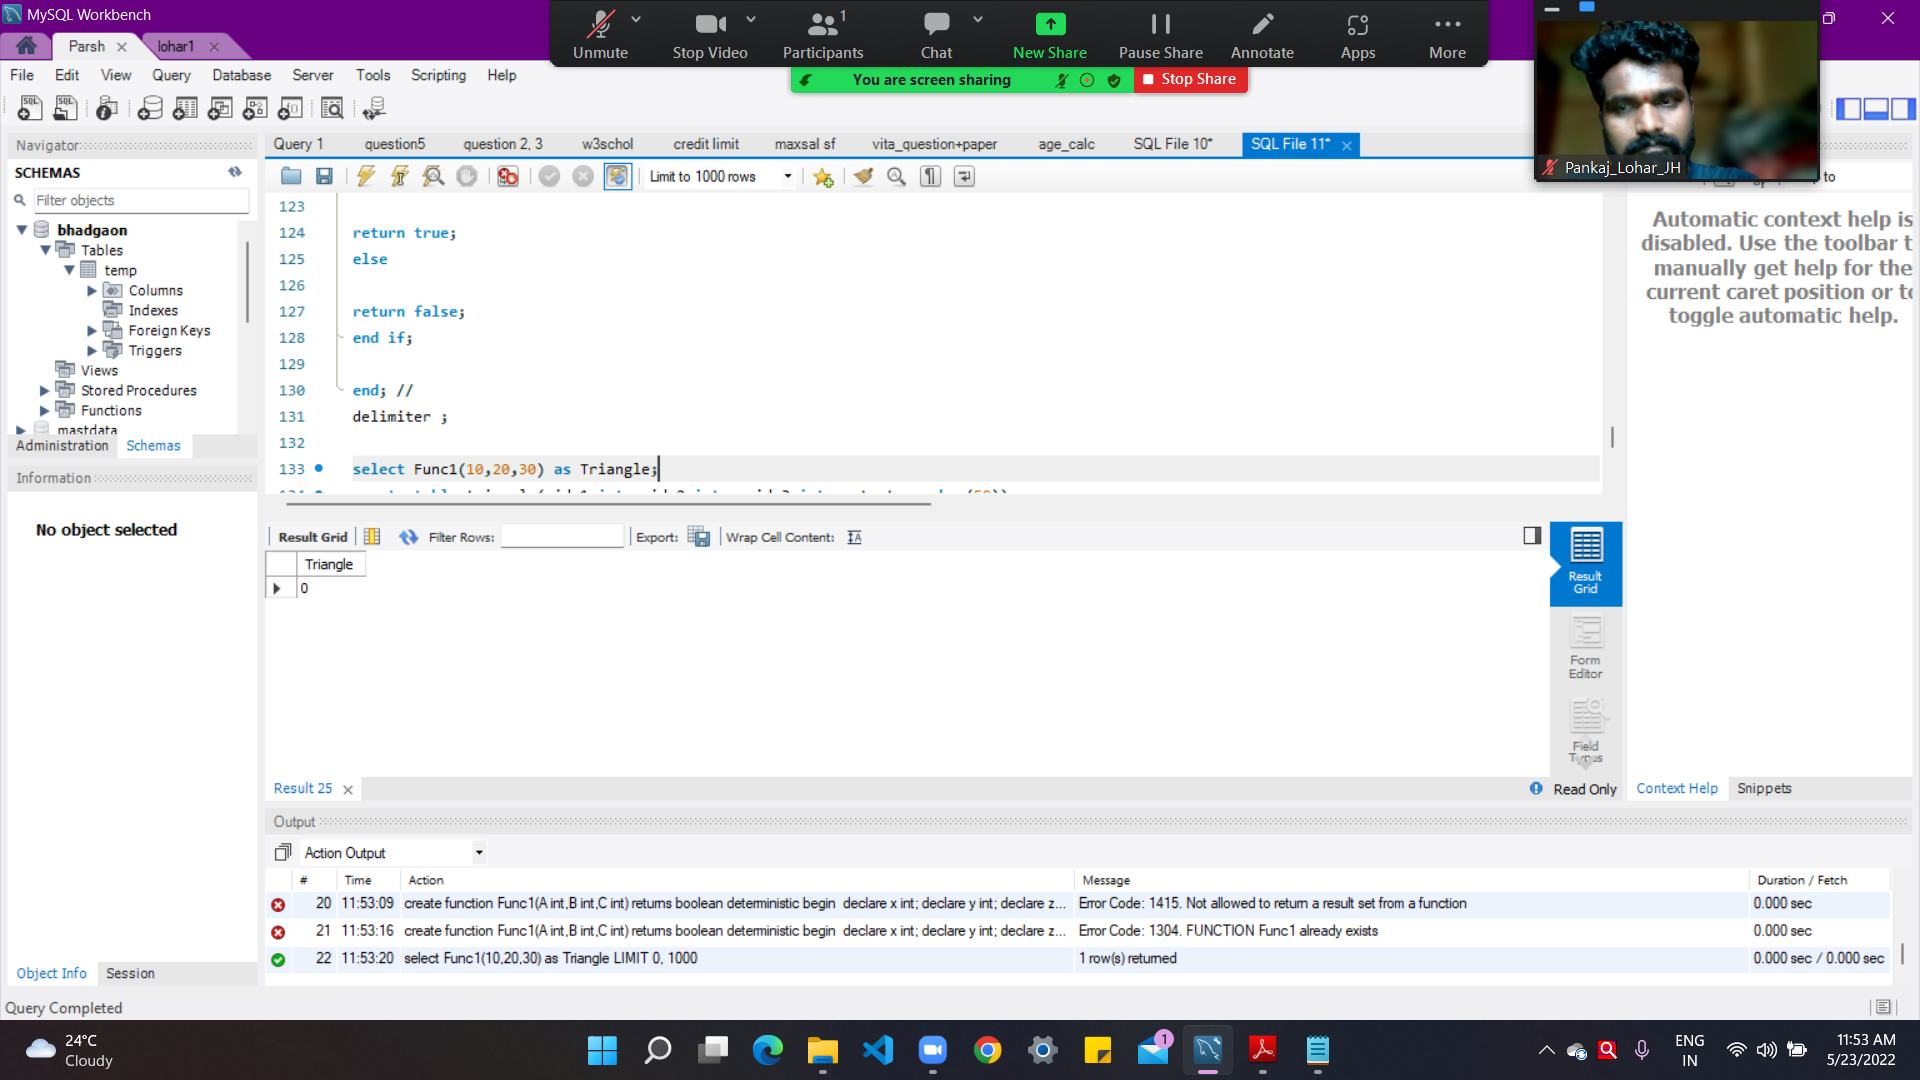 MySQL Workbench
Unmute
Stop Video
1
Participants
Chat
New Share
Pause Share
Annotate
Apps
More
You are screen sharing
Stop Share
Pankaj_Lohar_JH
Parsh
lohar1
File Edit View Query Database Server Tools Scripting Help
Navigator
SCHEMAS
Filter objects
bhadgaon
Tables
temp
Columns
Indexes
Foreign Keys
Triggers
Views
Stored Procedures
Functions
mastdata
Administration Schemas
Information
No object selected
Object Info Session
Query Completed
Query 1 question5 question 2, 3 w3schol credit limit maxsal sf vita_question+paper age_calc SQL File 10* SQL File 11*
Limit to 1000 rows
123
124 return true;
125 else
126
127 return false;
128 end if;
129
130 end; //
131 delimiter ;
132
133 select Func1(10,20,30) as Triangle;
Result Grid Filter Rows: Export: Wrap Cell Content:
Triangle
0
Result Grid
Form Editor
Field Types
Result 25
Read Only
to
Automatic context help is
disabled. Use the toolbar t
manually get help for the
current caret position or to
toggle automatic help.
Context Help Snippets
Output
Action Output
# Time Action Message Duration / Fetch
20 11:53:09 create function Func1(A int,B int,C int) returns boolean deterministic begin declare x int; declare y int; declare z... Error Code: 1415. Not allowed to return a result set from a function 0.000 sec
21 11:53:16 create function Func1(A int,B int,C int) returns boolean deterministic begin declare x int; declare y int; declare z... Error Code: 1304. FUNCTION Func1 already exists 0.000 sec
22 11:53:20 select Func1(10,20,30) as Triangle LIMIT 0, 1000 1 row(s) returned 0.000 sec / 0.000 sec
24°C
Cloudy
1
ENG
IN
11:53 AM
5/23/2022